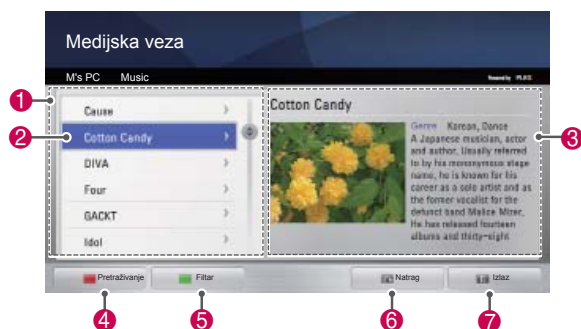 Medijska veza
M's PC Music
Powered by PLEX
1
2
3
Cause
Cotton Candy
DIVA
Four
GACKT
Idol
Cotton Candy
Genre Korean, Dance
A Japanese musician, actor
and author. Usually referred
to by his mononymous stage
name, he is known for his
career as a solo artist and as
the former vocalist for the
defunct band Malice Mizer.
He has released fourteen
albums and thirty-eight
Pretraživanje
Filtar
Natrag
Izlaz
4
5
6
7